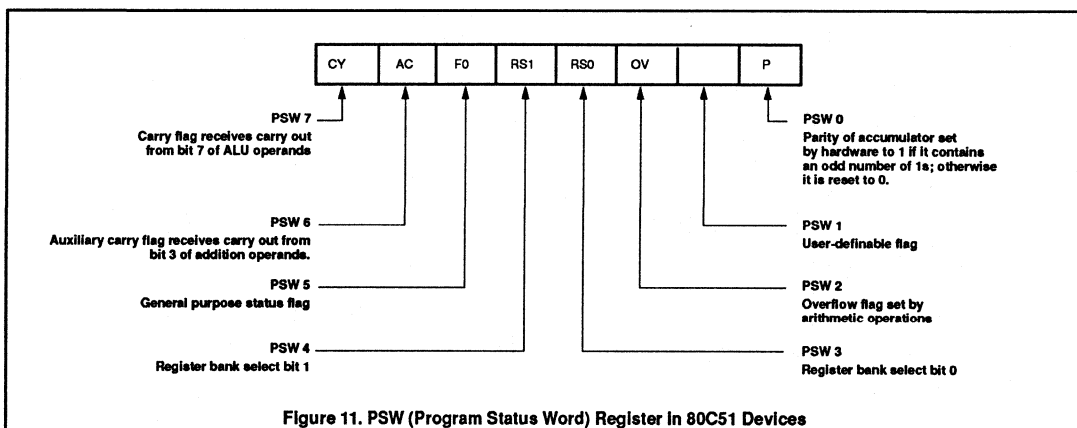 CY AC F0 RS1 RS0 OV P
PSW 7
Carry flag receives carry out
from bit 7 of ALU operands
PSW 0
Parity of accumulator set
by hardware to 1 if it contains
an odd number of 1s; otherwise
it is reset to 0.
PSW 6
Auxiliary carry flag receives carry out from
bit 3 of addition operands.
PSW 1
User-definable flag
PSW 5
General purpose status flag
PSW 2
Overflow flag set by
arithmetic operations
PSW 4
Register bank select bit 1
PSW 3
Register bank select bit 0
Figure 11. PSW (Program Status Word) Register in 80C51 Devices